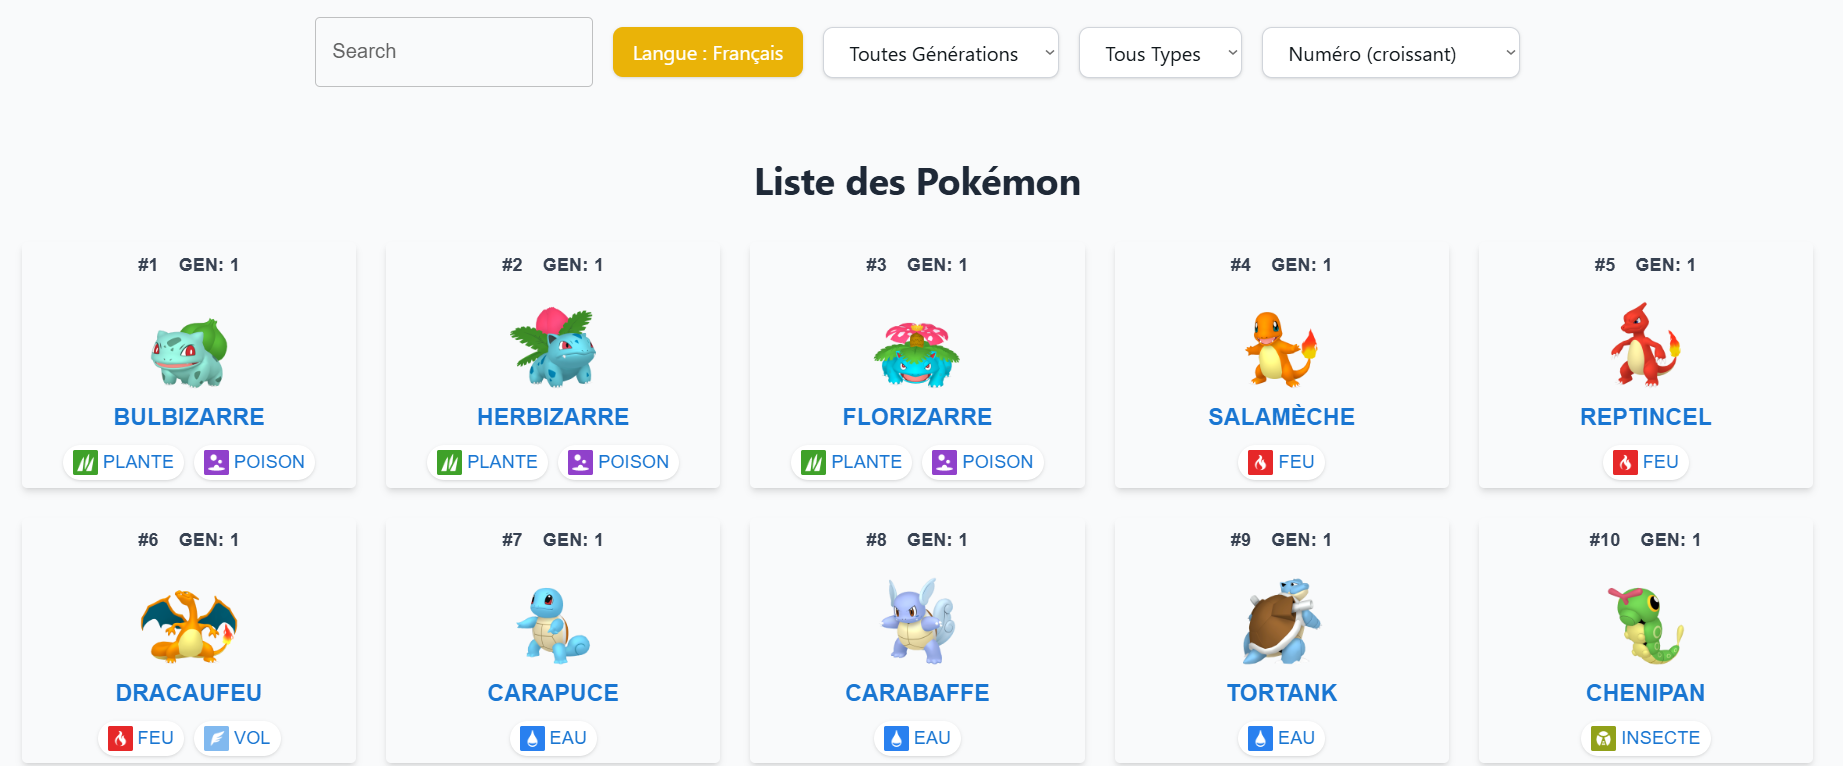 Search
Langue : Français
Toutes Générations
Tous Types
Numéro (croissant)
Liste des Pokémon
#1 GEN: 1
BULBIZARRE
PLANTE POISON
#2 GEN: 1
HERBIZARRE
PLANTE POISON
#3 GEN: 1
FLORIZARRE
PLANTE POISON
#4 GEN: 1
SALAMÈCHE
FEU
#5 GEN: 1
REPTINCEL
FEU
#6 GEN: 1
DRACAUFEU
FEU VOL
#7 GEN: 1
CARAPUCE
EAU
#8 GEN: 1
CARABAFFE
EAU
#9 GEN: 1
TORTANK
EAU
#10 GEN: 1
CHENIPAN
INSECTE